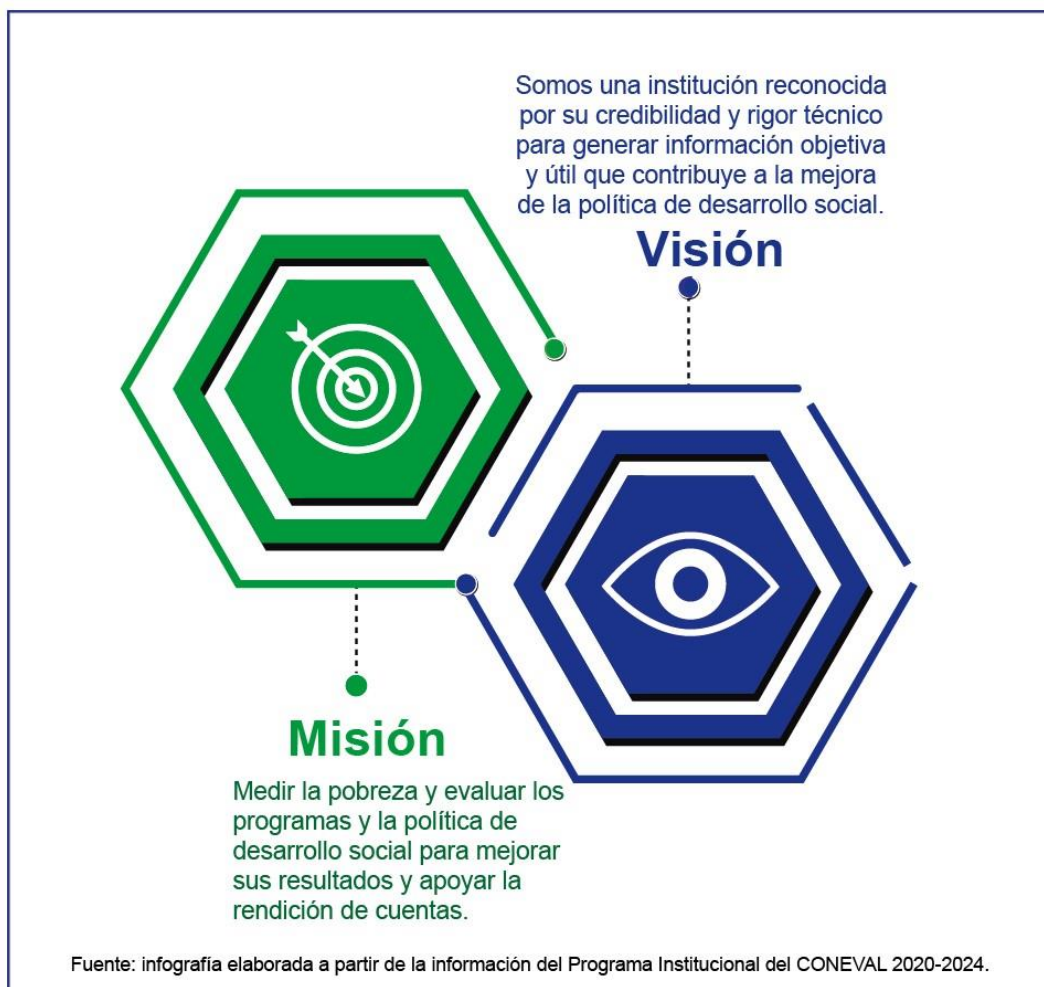 Somos una institución reconocida
por su credibilidad y rigor técnico
para generar información objetiva
y útil que contribuye a la mejora
de la política de desarrollo social.
Visión
Misión
Medir la pobreza y evaluar los
programas y la política de
desarrollo social para mejorar
sus resultados y apoyar la
rendición de cuentas.
Fuente: infografía elaborada a partir de la información del Programa Institucional del CONEVAL 2020-2024.